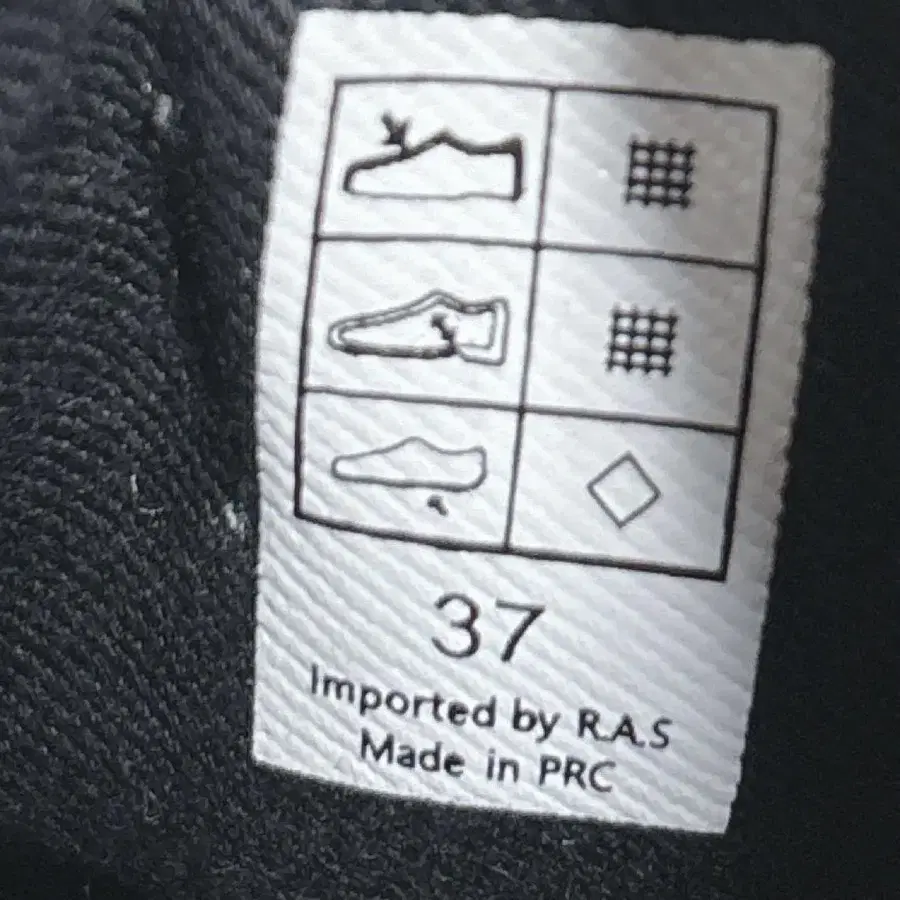 37
Imported by R.A.S
Made in PRC